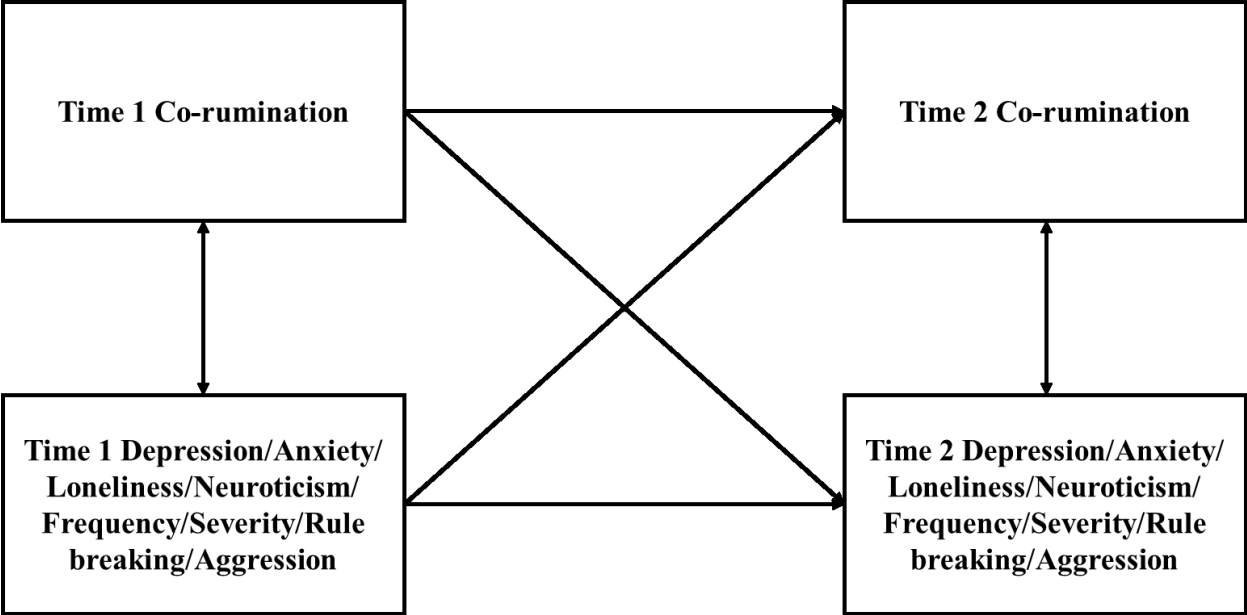 Time 1 Co-rumination
Time 2 Co-rumination
Time 1 Depression/Anxiety/
Loneliness/Neuroticism/
Frequency/Severity/Rule
breaking/Aggression
Time 2 Depression/Anxiety/
Loneliness/Neuroticism/
Frequency/Severity/Rule
breaking/Aggression